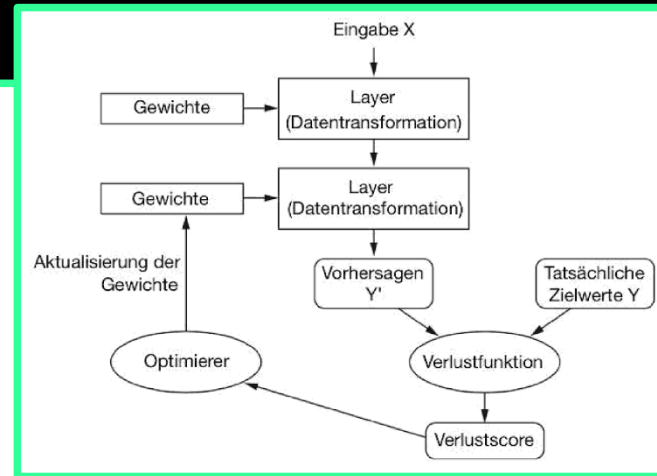 Eingabe X
Gewichte
Layer
(Datentransformation)
Gewichte
Layer
(Datentransformation)
Aktualisierung der
Gewichte
Vorhersagen
Y'
Tatsächliche
Zielwerte Y
Optimierer
Verlustfunktion
Verlustscore